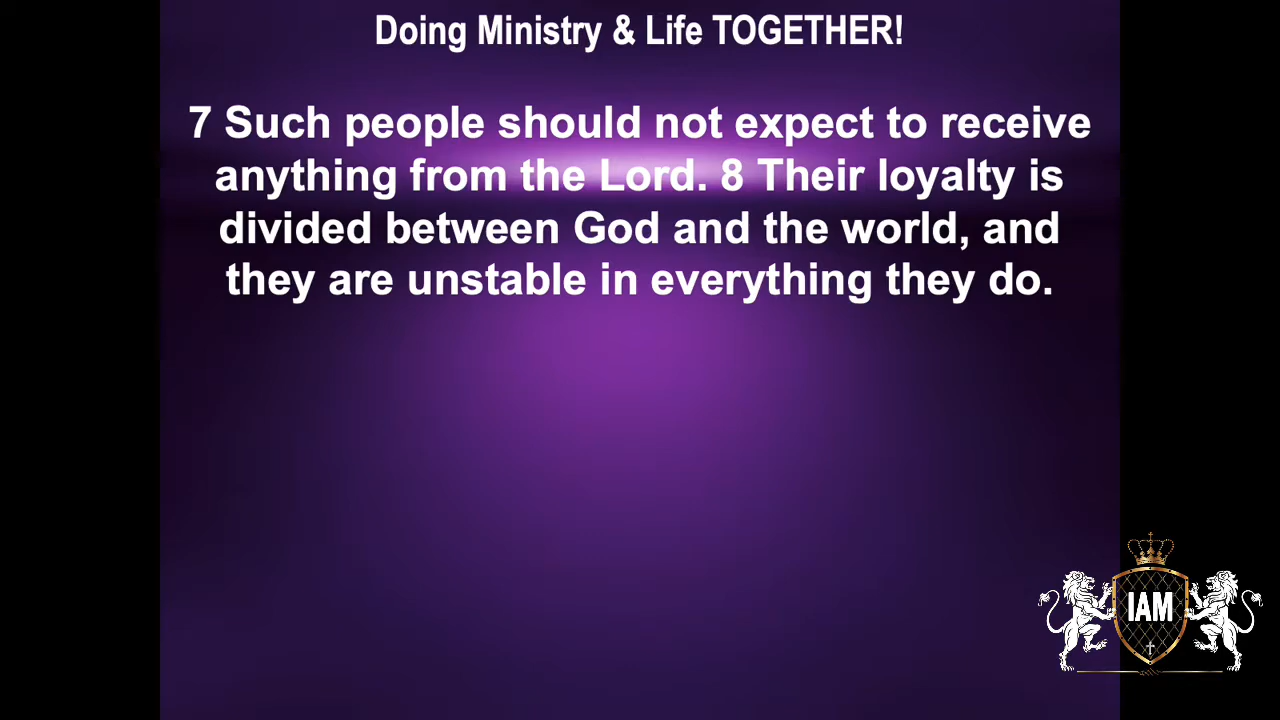 Doing Ministry & Life TOGETHER!
7 Such people should not expect to receive
anything from the Lord. 8 Their loyalty is
divided between God and the world, and
they are unstable in everything they do.
IAM